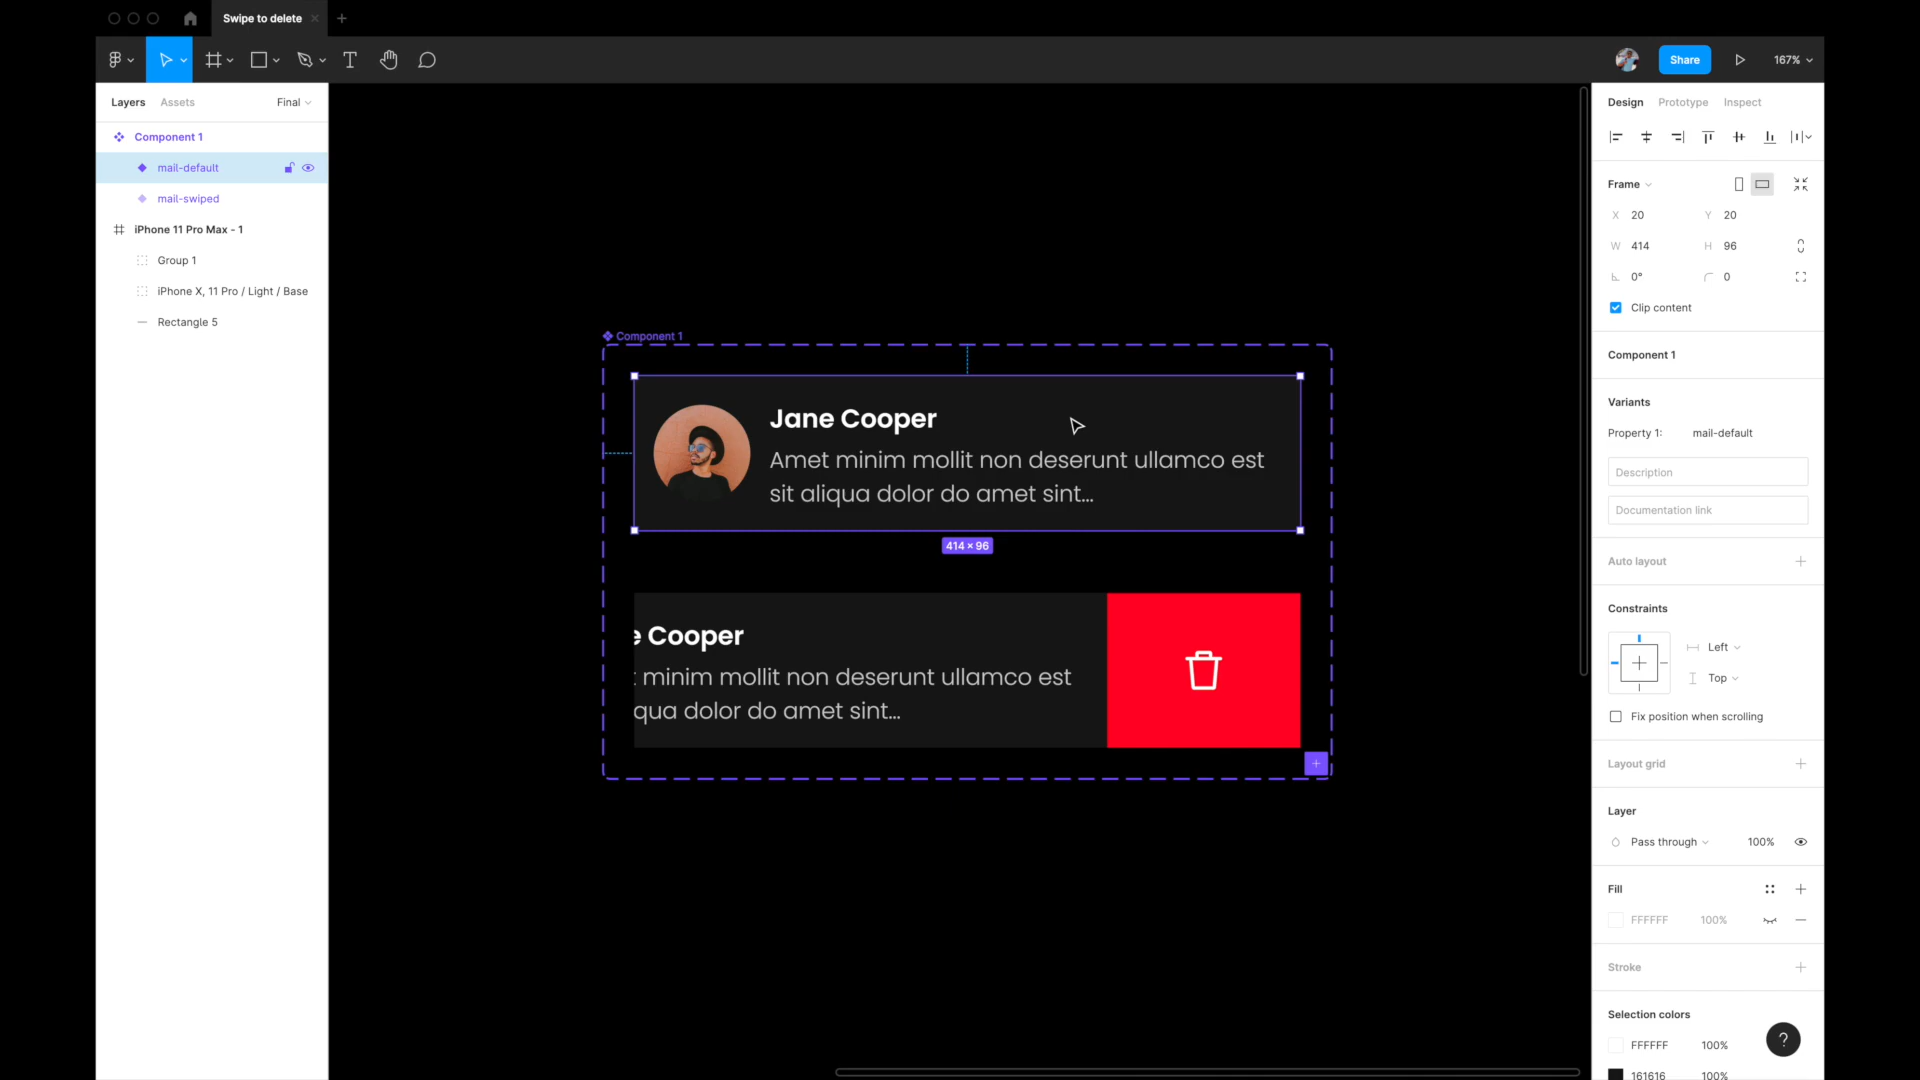 Swipe to delete
Share
167%
Layers
Assets
Final
Component 1
mail-default
mail-swiped
iPhone 11 Pro Max - 1
Group 1
iPhone X, 11 Pro / Light / Base
Rectangle 5
Component 1
Jane Cooper
Amet minim mollit non deserunt ullamco est
sit aliqua dolor do amet sint...
414 × 96
e Cooper
t minim mollit non deserunt ullamco est
qua dolor do amet sint...
Design
Prototype
Inspect
Frame
X 20
Y 20
W 414
H 96
0°
0
Clip content
Component 1
Variants
Property 1:
mail-default
Description
Documentation link
Auto layout
Constraints
Left
Top
Fix position when scrolling
Layout grid
Layer
Pass through
100%
Fill
FFFFFF
100%
Stroke
Selection colors
FFFFFF
100%
?
161616
100%